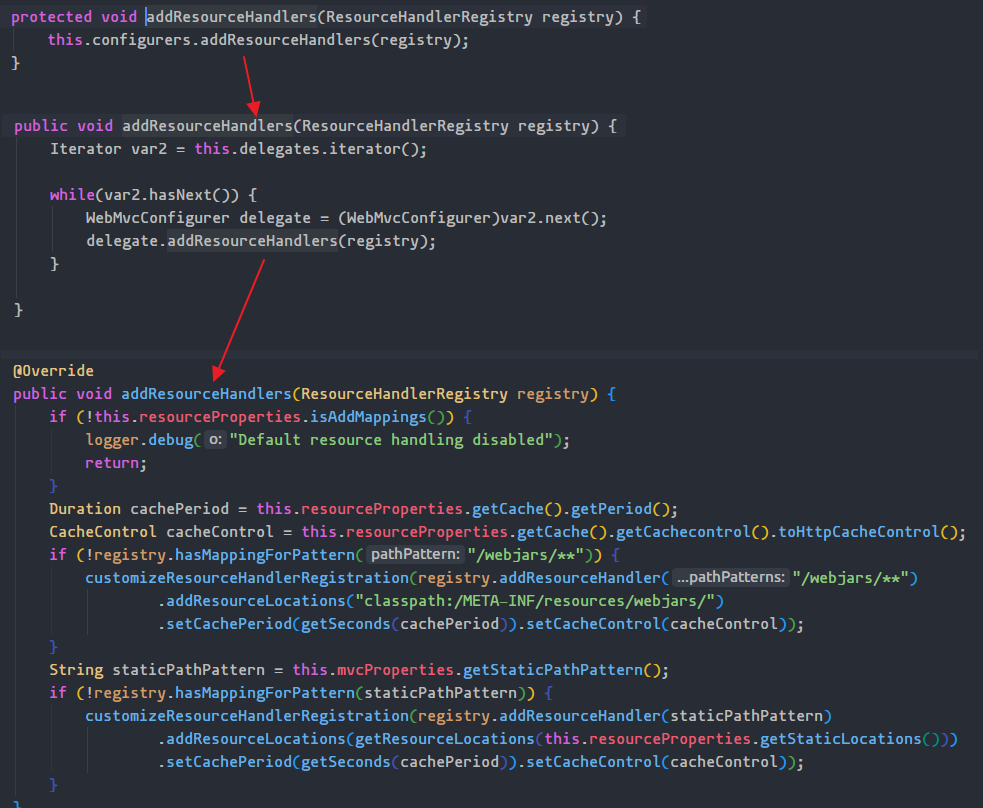 protected void addResourceHandlers(ResourceHandlerRegistry registry) {
    this.configurers.addResourceHandlers(registry);
}
public void addResourceHandlers(ResourceHandlerRegistry registry) {
    Iterator var2 = this.delegates.iterator();
    while(var2.hasNext()) {
        WebMvcConfigurer delegate = (WebMvcConfigurer)var2.next();
        delegate.addResourceHandlers(registry);
    }
}
@Override
public void addResourceHandlers(ResourceHandlerRegistry registry) {
    if (!this.resourceProperties.isAddMappings()) {
        logger.debug( o: "Default resource handling disabled");
        return;
    }
    Duration cachePeriod = this.resourceProperties.getCache().getPeriod();
    CacheControl cacheControl = this.resourceProperties.getCache().getCachecontrol().toHttpCacheControl();
    if (!registry.hasMappingForPattern( pathPattern: "/webjars/**")) {
        customizeResourceHandlerRegistration(registry.addResourceHandler( ...pathPatterns: "/webjars/**")
                .addResourceLocations("classpath:/META-INF/resources/webjars/")
                .setCachePeriod(getSeconds(cachePeriod)).setCacheControl(cacheControl));
    }
    String staticPathPattern = this.mvcProperties.getStaticPathPattern();
    if (!registry.hasMappingForPattern(staticPathPattern)) {
        customizeResourceHandlerRegistration(registry.addResourceHandler(staticPathPattern)
                .addResourceLocations(getResourceLocations(this.resourceProperties.getStaticLocations()))
                .setCachePeriod(getSeconds(cachePeriod)).setCacheControl(cacheControl));
    }
}